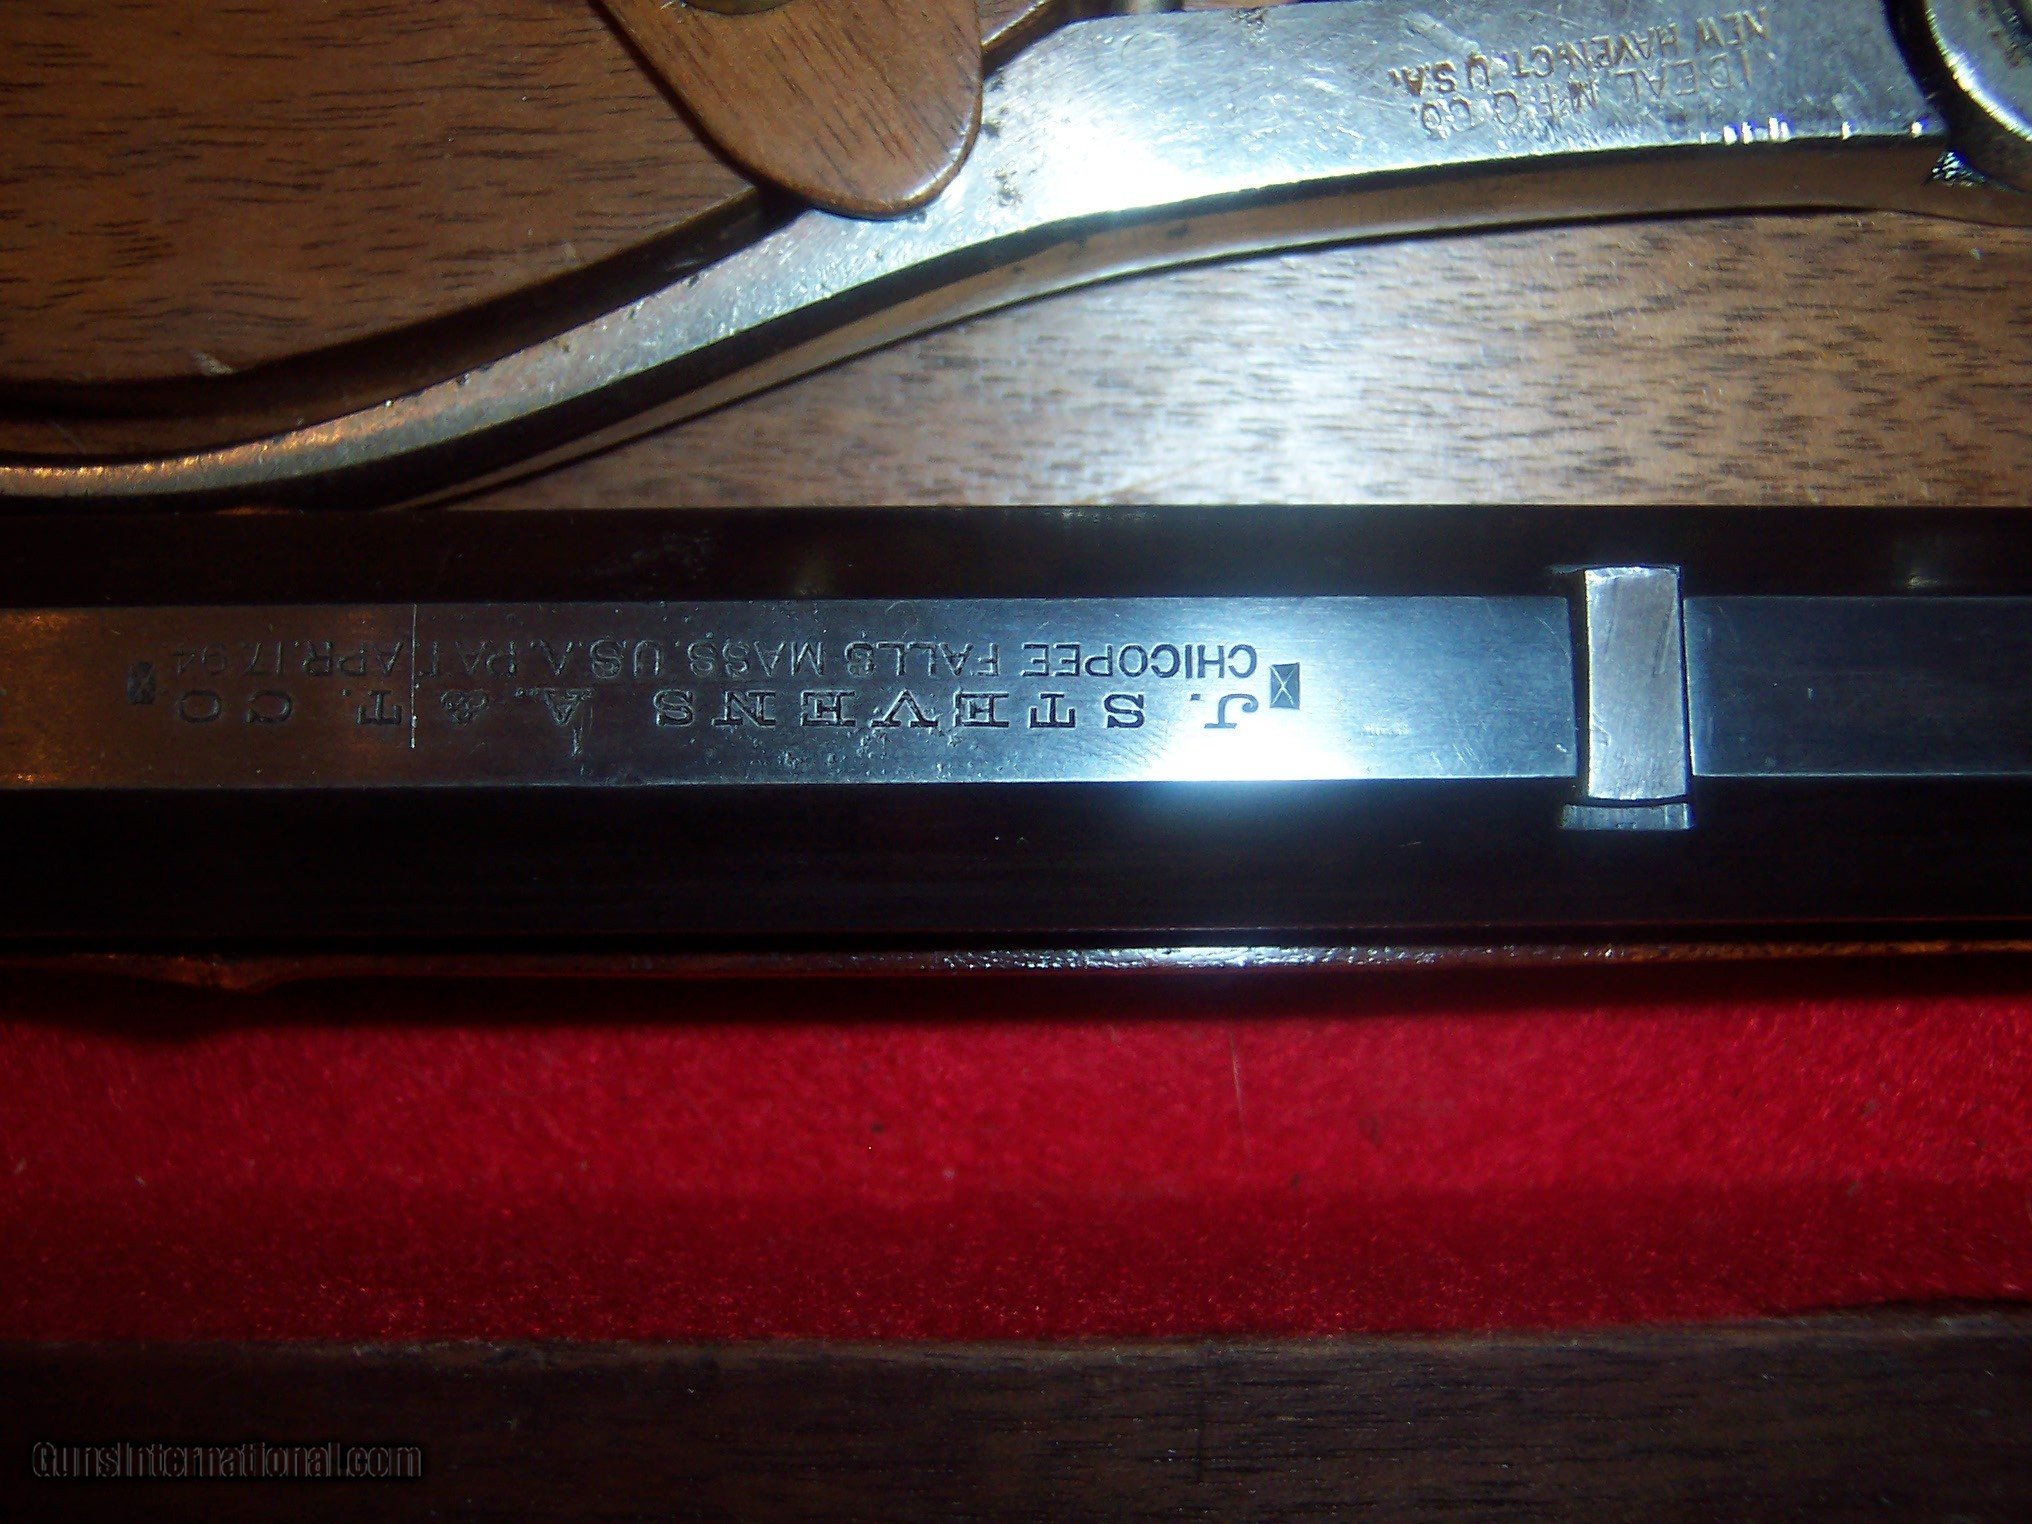 IDEAL MFG. CO.
NEW HAVEN. CT. U.S.A.
J. STEVENS A. & T. CO.
CHICOPEE FALLS MASS. U.S.A. PAT. APR. 17. 94
GunsInternational.com